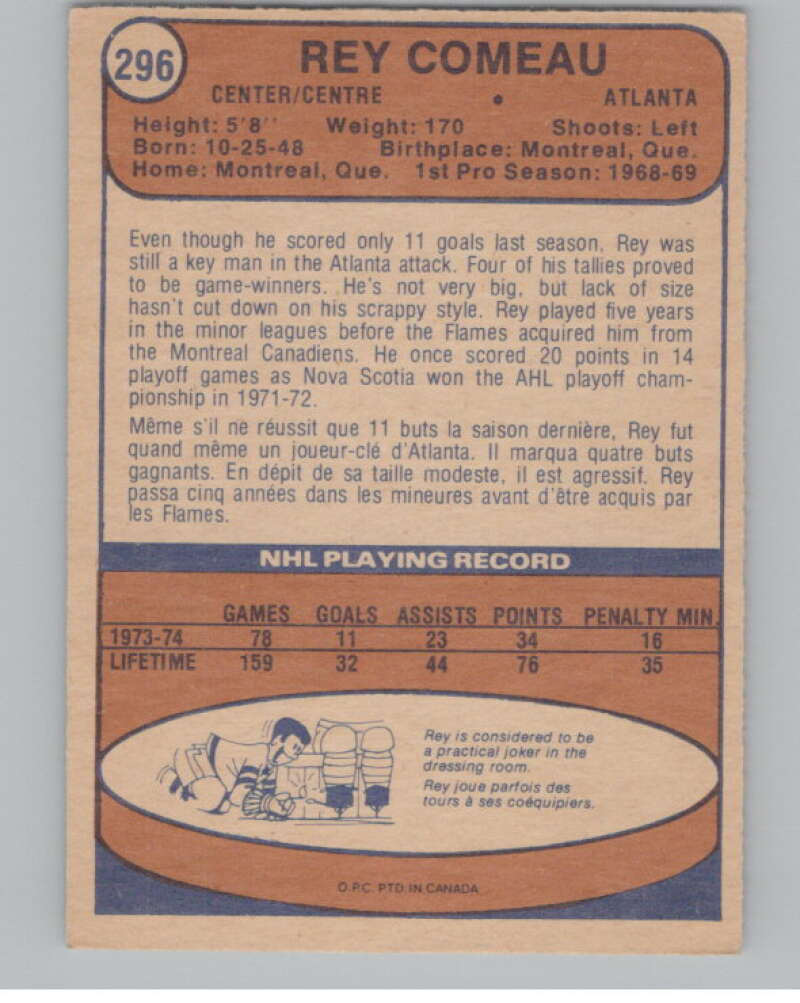 296
REY COMEAU
CENTER/CENTRE • ATLANTA
Height: 5'8'' Weight: 170 Shoots: Left
Born: 10-25-48 Birthplace: Montreal, Que.
Home: Montreal, Que. 1st Pro Season: 1968-69
Even though he scored only 11 goals last season, Rey was
still a key man in the Atlanta attack. Four of his tallies proved
to be game-winners. He's not very big, but lack of size
hasn't cut down on his scrappy style. Rey played five years
in the minor leagues before the Flames acquired him from
the Montreal Canadiens. He once scored 20 points in 14
playoff games as Nova Scotia won the AHL playoff cham-
pionship in 1971-72.
Même s'il ne réussit que 11 buts la saison dernière, Rey fut
quand même un joueur-clé d'Atlanta. Il marqua quatre buts
gagnants. En dépit de sa taille modeste, il est agressif. Rey
passa cinq années dans les mineures avant d'être acquis par
les Flames.
NHL PLAYING RECORD
GAMES GOALS ASSISTS POINTS PENALTY MIN.
1973-74 78 11 23 34 16
LIFETIME 159 32 44 76 35
Rey is considered to be
a practical joker in the
dressing room.
Rey joue parfois des
tours à ses coéquipiers.
O.P.C. PTD. IN CANADA